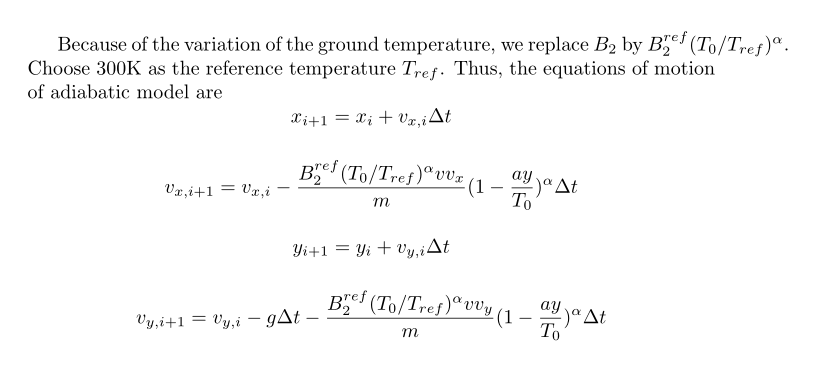 Because of the variation of the ground temperature, we replace $B_2$ by $B_2^{ref}(T_0/T_{ref})^\alpha$.
Choose 300K as the reference temperature $T_{ref}$. Thus, the equations of motion
of adiabatic model are
$x_{i+1} = x_i + v_{x,i}\Delta t$
$v_{x,i+1} = v_{x,i} - \frac{B_2^{ref}(T_0/T_{ref})^\alpha v v_x}{m}(1 - \frac{ay}{T_0})^\alpha \Delta t$
$y_{i+1} = y_i + v_{y,i}\Delta t$
$v_{y,i+1} = v_{y,i} - g\Delta t - \frac{B_2^{ref}(T_0/T_{ref})^\alpha v v_y}{m}(1 - \frac{ay}{T_0})^\alpha \Delta t$